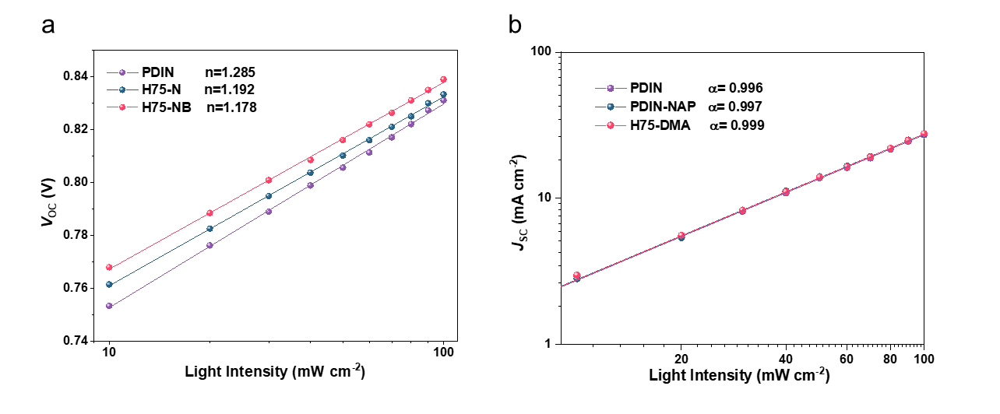 a
PDIN n=1.285
H75-N n=1.192
H75-NB n=1.178
0.84
0.82
0.80
0.78
0.76
0.74
V_OC (V)
10 100
Light Intensity (mW cm⁻²)
b
PDIN α= 0.996
PDIN-NAP α= 0.997
H75-DMA α= 0.999
100
10
1
J_SC (mA cm⁻²)
20 40 60 80 100
Light Intensity (mW cm⁻²)